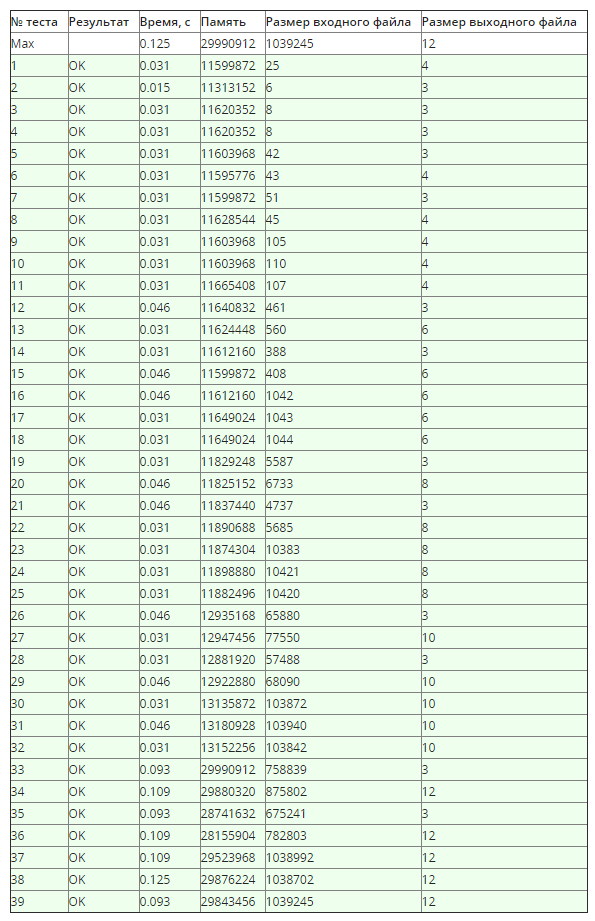 № теста Результат Время, с Память Размер входного файла Размер выходного файла
Max 0.125 29990912 1039245 12
1 OK 0.031 11599872 25 4
2 OK 0.015 11313152 6 3
3 OK 0.031 11620352 8 3
4 OK 0.031 11620352 8 3
5 OK 0.031 11603968 42 3
6 OK 0.031 11595776 43 4
7 OK 0.031 11599872 51 3
8 OK 0.031 11628544 45 4
9 OK 0.031 11603968 105 4
10 OK 0.031 11603968 110 4
11 OK 0.031 11665408 107 4
12 OK 0.046 11640832 461 3
13 OK 0.031 11624448 560 6
14 OK 0.031 11612160 388 3
15 OK 0.046 11599872 408 6
16 OK 0.046 11612160 1042 6
17 OK 0.031 11649024 1043 6
18 OK 0.031 11649024 1044 6
19 OK 0.031 11829248 5587 3
20 OK 0.046 11825152 6733 8
21 OK 0.046 11837440 4737 3
22 OK 0.031 11890688 5685 8
23 OK 0.031 11874304 10383 8
24 OK 0.031 11898880 10421 8
25 OK 0.031 11882496 10420 8
26 OK 0.046 12935168 65880 3
27 OK 0.031 12947456 77550 10
28 OK 0.031 12881920 57488 3
29 OK 0.046 12922880 68090 10
30 OK 0.031 13135872 103872 10
31 OK 0.046 13180928 103940 10
32 OK 0.031 13152256 103842 10
33 OK 0.093 29990912 758839 3
34 OK 0.109 29880320 875802 12
35 OK 0.093 28741632 675241 3
36 OK 0.109 28155904 782803 12
37 OK 0.109 29523968 1038992 12
38 OK 0.125 29876224 1038702 12
39 OK 0.093 29843456 1039245 12